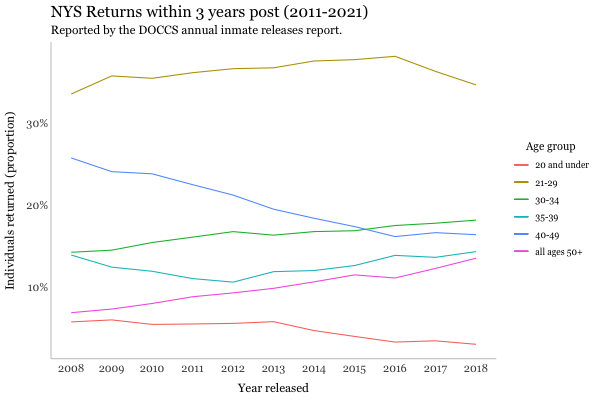 NYS Returns within 3 years post (2011-2021)
Reported by the DOCCS annual inmate releases report.
Individuals returned (proportion)
30%
20%
10%
2008 2009 2010 2011 2012 2013 2014 2015 2016 2017 2018
Year released
Age group
20 and under
21-29
30-34
35-39
40-49
all ages 50+